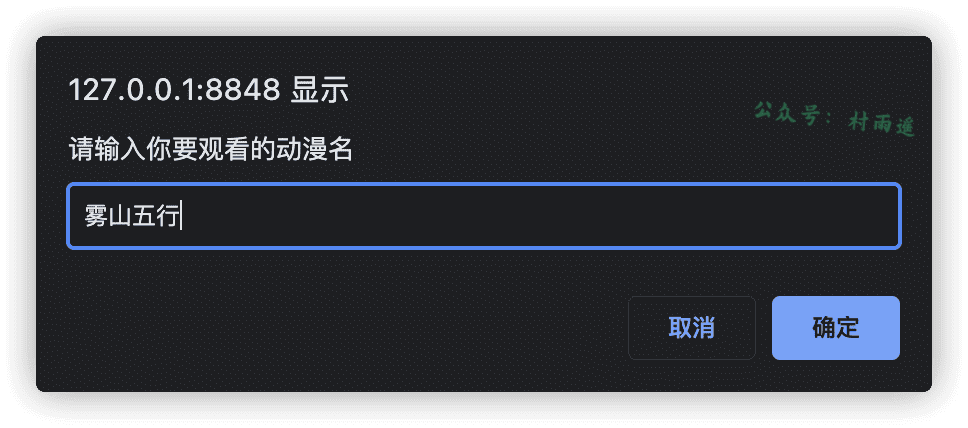 127.0.0.1:8848 显示
公众号：村雨遥
请输入你要观看的动漫名
雾山五行
取消
确定